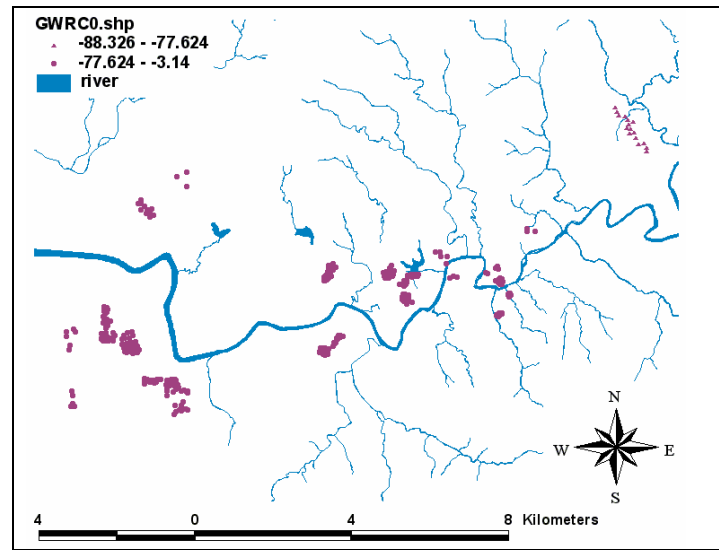 GWRC0.shp
-88.326 - -77.624
-77.624 - -3.14
river
N
W E
S
4 0 4 8 Kilometers